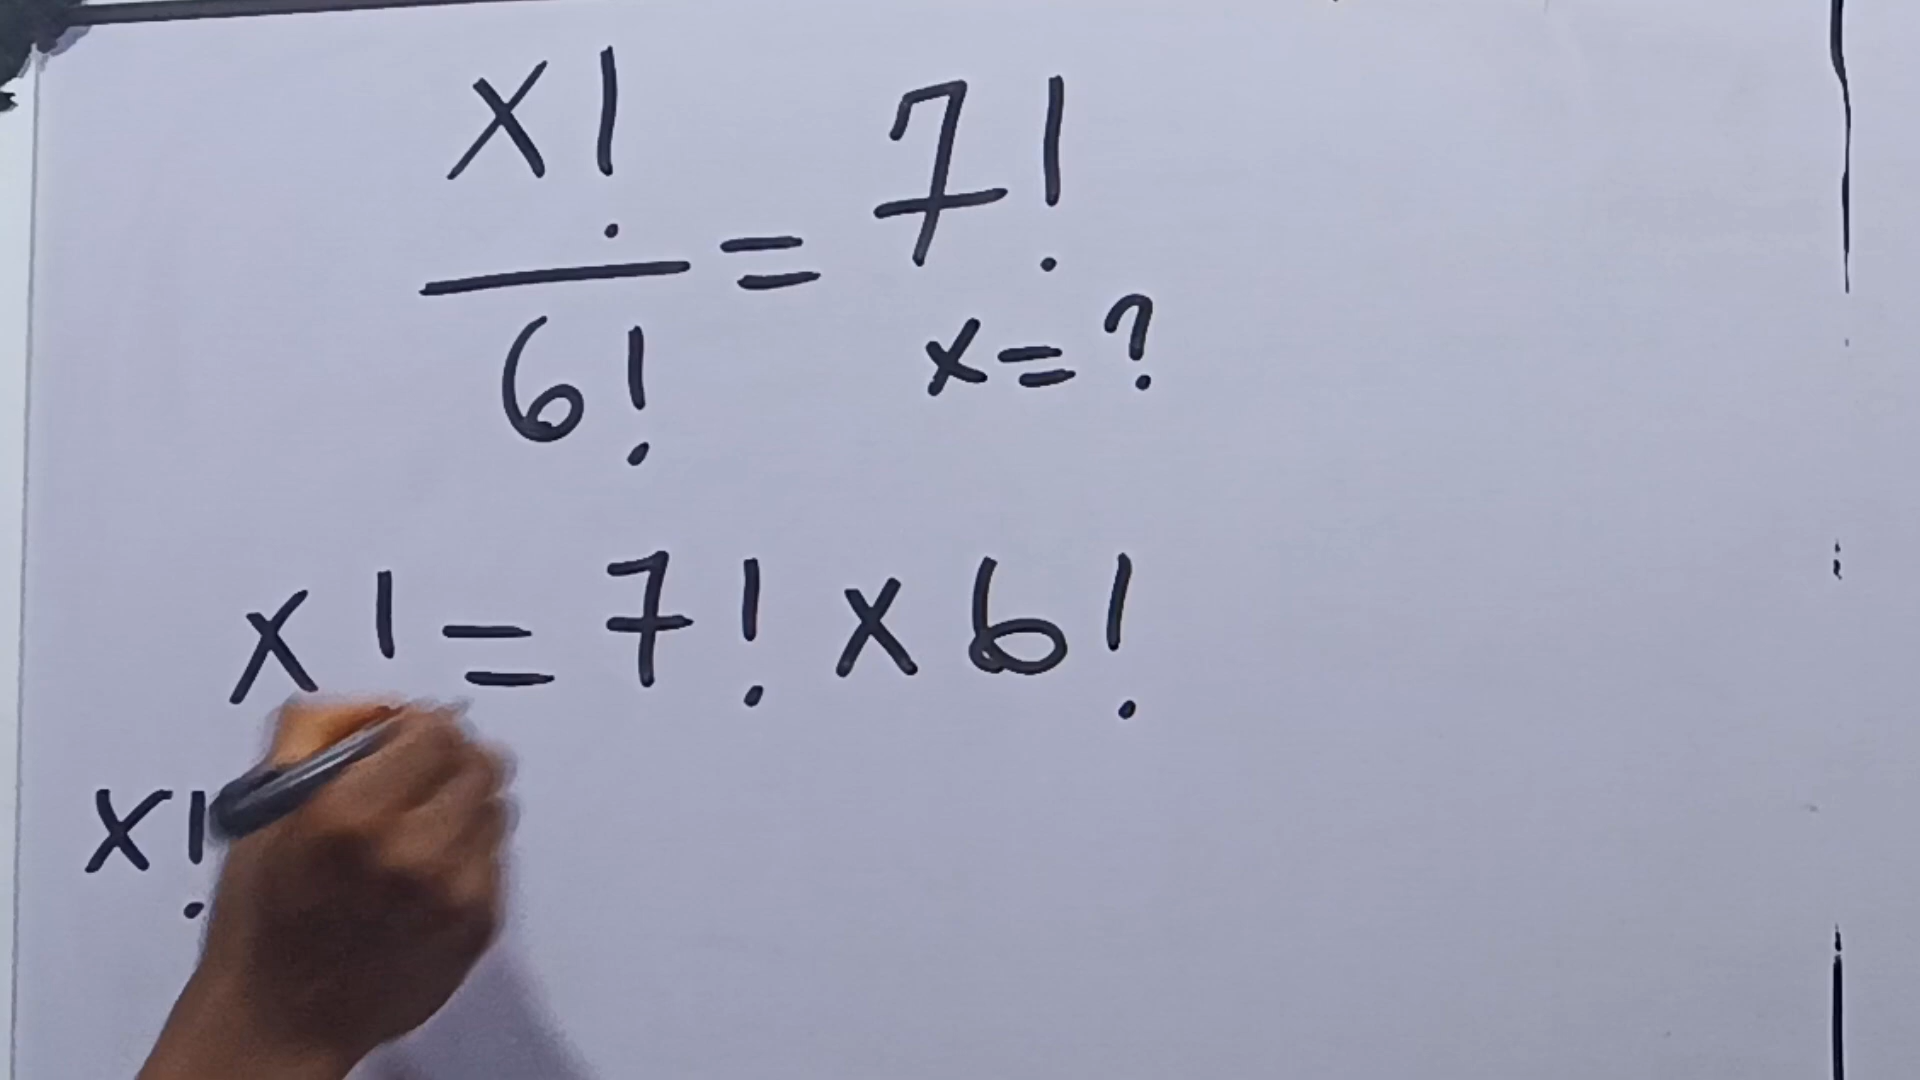 x!
6!
= 7!
x = ?
x! = 7! x 6!
x!